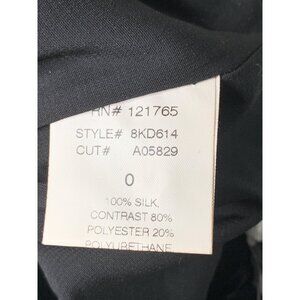 RN# 121765
STYLE# 8KD614
CUT# A05829
0
100% SILK,
CONTRAST 80%
POLYESTER 20%
POLYURETHANE